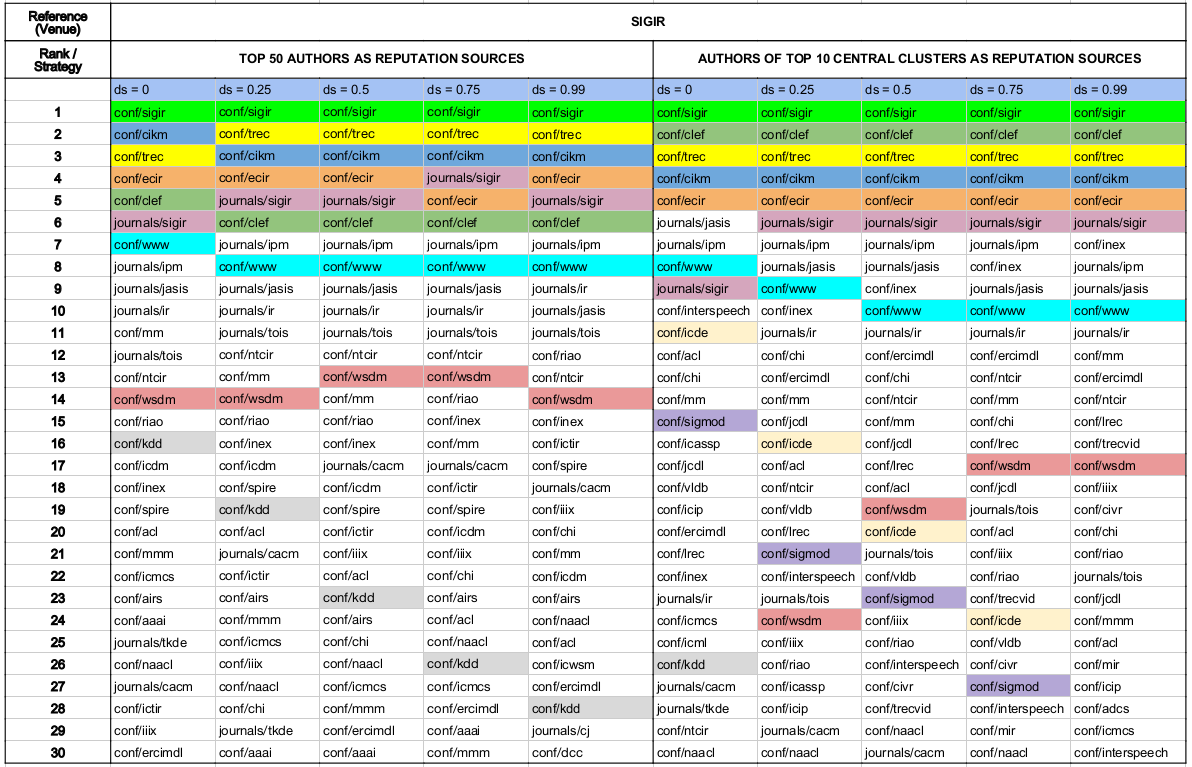 Reference (Venue) SIGIR
Rank / Strategy TOP 50 AUTHORS AS REPUTATION SOURCES AUTHORS OF TOP 10 CENTRAL CLUSTERS AS REPUTATION SOURCES
ds = 0 ds = 0.25 ds = 0.5 ds = 0.75 ds = 0.99 ds = 0 ds = 0.25 ds = 0.5 ds = 0.75 ds = 0.99
1 conf/sigir conf/sigir conf/sigir conf/sigir conf/sigir conf/sigir conf/sigir conf/sigir conf/sigir conf/sigir
2 conf/cikm conf/trec conf/trec conf/trec conf/trec conf/clef conf/clef conf/clef conf/clef conf/clef
3 conf/trec conf/cikm conf/cikm conf/cikm conf/cikm conf/trec conf/trec conf/trec conf/trec conf/trec
4 conf/ecir conf/ecir conf/ecir journals/sigir conf/ecir conf/cikm conf/cikm conf/cikm conf/cikm conf/cikm
5 conf/clef journals/sigir journals/sigir conf/ecir journals/sigir conf/ecir conf/ecir conf/ecir conf/ecir conf/ecir
6 journals/sigir conf/clef conf/clef conf/clef conf/clef journals/jasis journals/sigir journals/sigir journals/sigir journals/sigir
7 conf/www journals/ipm journals/ipm journals/ipm journals/ipm journals/ipm journals/ipm journals/ipm journals/ipm conf/inex
8 journals/ipm conf/www conf/www conf/www conf/www conf/www journals/jasis journals/jasis conf/inex journals/ipm
9 journals/jasis journals/jasis journals/jasis journals/jasis journals/ir journals/sigir conf/www conf/inex journals/jasis journals/jasis
10 journals/ir journals/ir journals/ir journals/ir journals/jasis conf/interspeech conf/inex conf/www conf/www conf/www
11 conf/mm journals/tois journals/tois journals/tois journals/tois conf/icde journals/ir journals/ir journals/ir journals/ir
12 journals/tois conf/ntcir conf/ntcir conf/ntcir conf/riao conf/acl conf/chi conf/ercimdl conf/ercimdl conf/mm
13 conf/ntcir conf/mm conf/wsdm conf/wsdm conf/ntcir conf/chi conf/ercimdl conf/chi conf/ntcir conf/ercimdl
14 conf/wsdm conf/wsdm conf/mm conf/riao conf/wsdm conf/mm conf/mm conf/ntcir conf/mm conf/ntcir
15 conf/riao conf/riao conf/riao conf/inex conf/inex conf/sigmod conf/jcdl conf/mm conf/chi conf/lrec
16 conf/kdd conf/inex conf/inex conf/mm conf/ictir conf/icassp conf/icde conf/jcdl conf/lrec conf/trecvid
17 conf/icdm conf/icdm journals/cacm journals/cacm conf/spire conf/jcdl conf/acl conf/lrec conf/wsdm conf/wsdm
18 conf/inex conf/spire conf/icdm conf/ictir journals/cacm conf/vldb conf/ntcir conf/acl conf/jcdl conf/iiix
19 conf/spire conf/kdd conf/spire conf/spire conf/iiix conf/icip conf/vldb conf/wsdm journals/tois conf/civr
20 conf/acl conf/acl conf/ictir conf/icdm conf/chi conf/ercimdl conf/lrec conf/icde conf/acl conf/chi
21 conf/mmm journals/cacm conf/iiix conf/iiix conf/mm conf/lrec conf/sigmod journals/tois conf/iiix conf/riao
22 conf/icmcs conf/ictir conf/acl conf/chi conf/icdm conf/inex conf/interspeech conf/vldb conf/riao journals/tois
23 conf/airs conf/airs conf/kdd conf/airs conf/airs journals/ir journals/tois conf/sigmod conf/trecvid conf/jcdl
24 conf/aaai conf/mmm conf/airs conf/acl conf/naacl conf/icmcs conf/wsdm conf/iiix conf/icde conf/mmm
25 journals/tkde conf/icmcs conf/chi conf/naacl conf/acl conf/icml conf/iiix conf/riao conf/vldb conf/acl
26 conf/naacl conf/iiix conf/naacl conf/kdd conf/icwsm conf/kdd conf/riao conf/interspeech conf/civr conf/mir
27 journals/cacm conf/naacl conf/icmcs conf/icmcs conf/ercimdl journals/cacm conf/icassp conf/civr conf/sigmod conf/icip
28 conf/ictir conf/chi conf/mmm conf/ercimdl conf/kdd journals/tkde conf/icip conf/trecvid conf/interspeech conf/adcs
29 conf/iiix journals/tkde conf/ercimdl conf/aaai journals/cj conf/ntcir journals/cacm conf/naacl conf/mir conf/icmcs
30 conf/ercimdl conf/aaai conf/aaai conf/mmm conf/dcc conf/naacl conf/naacl journals/cacm conf/naacl conf/interspeech